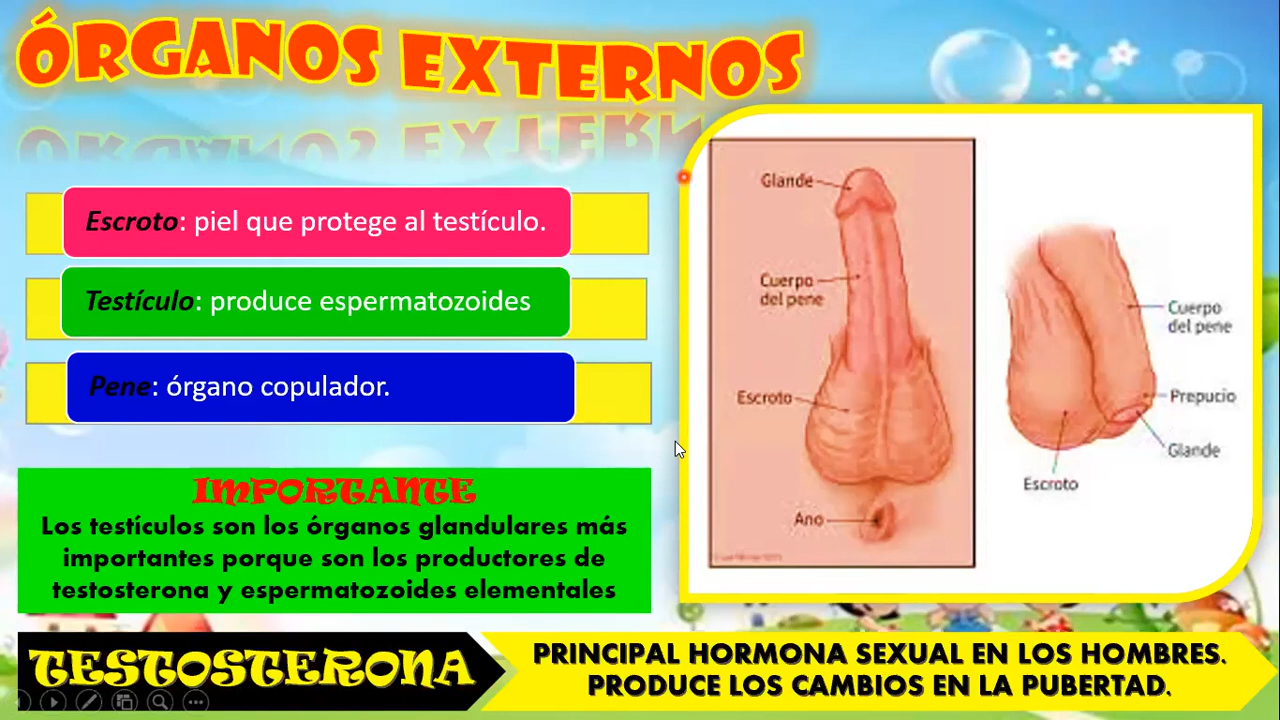 ÓRGANOS EXTERNOS
Escroto: piel que protege al testículo.
Testículo: produce espermatozoides
Pene: órgano copulador.
IMPORTANTE
Los testículos son los órganos glandulares más
importantes porque son los productores de
testosterona y espermatozoides elementales
Glande
Cuerpo
del pene
Escroto
Ano
Cuerpo
del pene
Prepucio
Glande
Escroto
TESTOSTERONA
PRINCIPAL HORMONA SEXUAL EN LOS HOMBRES.
PRODUCE LOS CAMBIOS EN LA PUBERTAD.